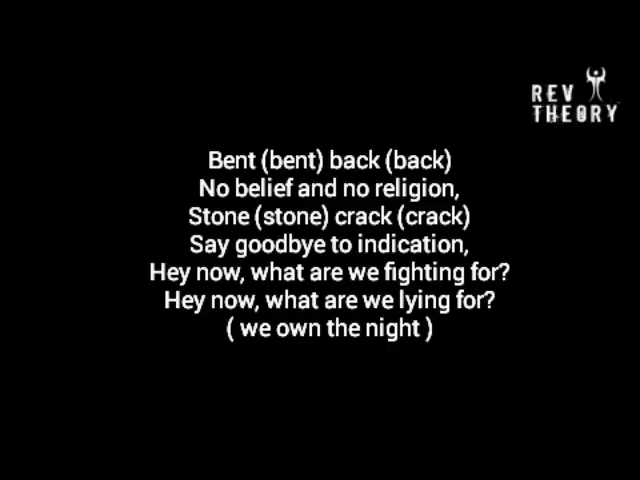 REV
THEORY
Bent (bent) back (back)
No belief and no religion,
Stone (stone) crack (crack)
Say goodbye to indication,
Hey now, what are we fighting for?
Hey now, what are we lying for?
( we own the night )